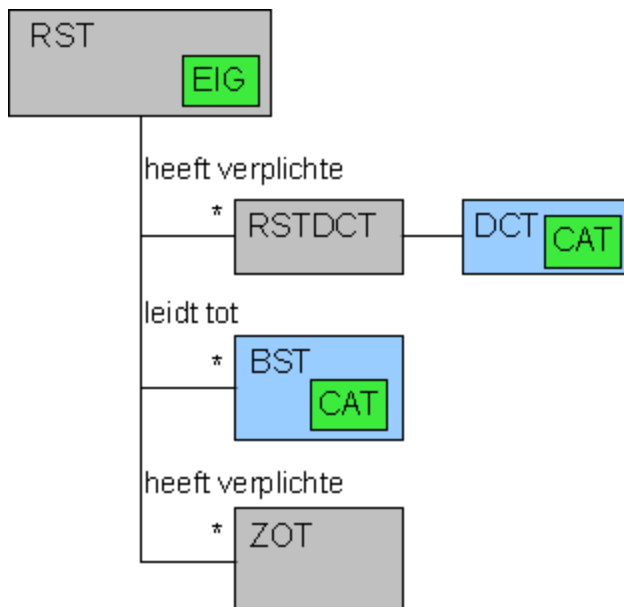 RST
EIG
heeft verplichte
* RSTDCT DCT CAT
leidt tot
* BST
CAT
heeft verplichte
* ZOT